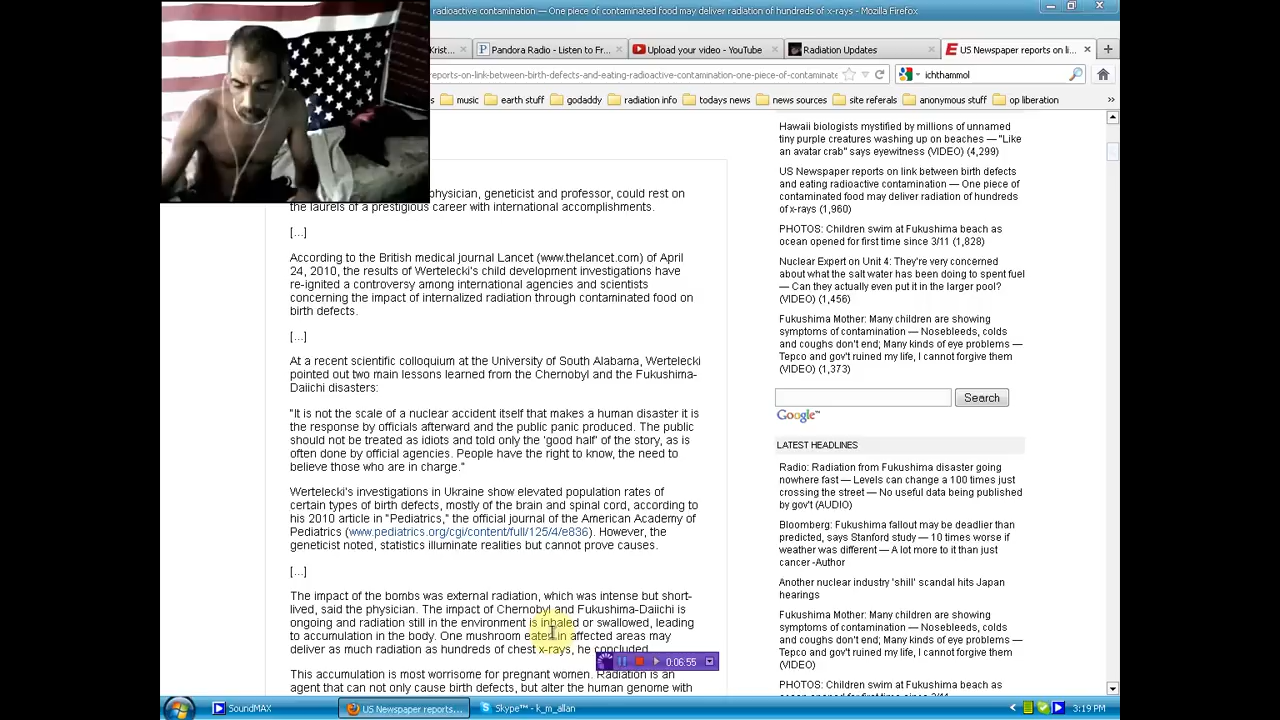 radioactive contamination — One piece of contaminated food may deliver radiation of hundreds of x-rays - Mozilla Firefox
Krist...
Pandora Radio - Listen to Fr...
Upload your video - YouTube
Radiation Updates
US Newspaper reports on li...
reports-on-link-between-birth-defects-and-eating-radioactive-contamination-one-piece-of-contaminate
ichthammol
music
earth stuff
godaddy
radiation info
todays news
news sources
site referals
anonymous stuff
op liberation
physician, geneticist and professor, could rest on
the laurels of a prestigious career with international accomplishments.
[...]
According to the British medical journal Lancet (www.thelancet.com) of April
24, 2010, the results of Wertelecki's child development investigations have
re-ignited a controversy among international agencies and scientists
concerning the impact of internalized radiation through contaminated food on
birth defects.
[...]
At a recent scientific colloquium at the University of South Alabama, Wertelecki
pointed out two main lessons learned from the Chernobyl and the Fukushima-
Daiichi disasters:
"It is not the scale of a nuclear accident itself that makes a human disaster it is
the response by officials afterward and the public panic produced. The public
should not be treated as idiots and told only the 'good half' of the story, as is
often done by official agencies. People have the right to know, the need to
believe those who are in charge."
Wertelecki's investigations in Ukraine show elevated population rates of
certain types of birth defects, mostly of the brain and spinal cord, according to
his 2010 article in "Pediatrics," the official journal of the American Academy of
Pediatrics (www.pediatrics.org/cgi/content/full/125/4/e836). However, the
geneticist noted, statistics illuminate realities but cannot prove causes.
[...]
The impact of the bombs was external radiation, which was intense but short-
lived, said the physician. The impact of Chernobyl and Fukushima-Daiichi is
ongoing and radiation still in the environment is inhaled or swallowed, leading
to accumulation in the body. One mushroom eaten in affected areas may
deliver as much radiation as hundreds of chest x-rays, he concluded.
This accumulation is most worrisome for pregnant women. Radiation is an
agent that can not only cause birth defects, but alter the human genome with
Hawaii biologists mystified by millions of unnamed
tiny purple creatures washing up on beaches — "Like
an avatar crab" says eyewitness (VIDEO) (4,299)
US Newspaper reports on link between birth defects
and eating radioactive contamination — One piece of
contaminated food may deliver radiation of hundreds
of x-rays (1,960)
PHOTOS: Children swim at Fukushima beach as
ocean opened for first time since 3/11 (1,828)
Nuclear Expert on Unit 4: They're very concerned
about what the salt water has been doing to spent fuel
— Can they actually even put it in the larger pool?
(VIDEO) (1,456)
Fukushima Mother: Many children are showing
symptoms of contamination — Nosebleeds, colds
and coughs don't end; Many kinds of eye problems —
Tepco and gov't ruined my life, I cannot forgive them
(VIDEO) (1,373)
Search
Google™
LATEST HEADLINES
Radio: Radiation from Fukushima disaster going
nowhere fast — Levels can change a 100 times just
crossing the street — No useful data being published
by gov't (AUDIO)
Bloomberg: Fukushima fallout may be deadlier than
predicted, says Stanford study — 10 times worse if
weather was different — A lot more to it than just
cancer -Author
Another nuclear industry 'shill' scandal hits Japan
hearings
Fukushima Mother: Many children are showing
symptoms of contamination — Nosebleeds, colds
and coughs don't end; Many kinds of eye problems —
Tepco and gov't ruined my life, I cannot forgive them
(VIDEO)
PHOTOS: Children swim at Fukushima beach as
0:06:55
SoundMAX
US Newspaper reports...
Skype™ - k_m_allan
3:19 PM